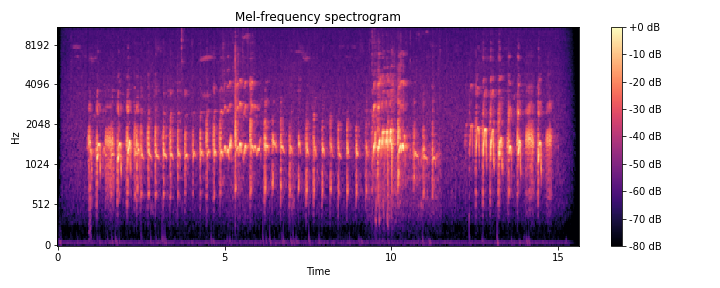 Mel-frequency spectrogram
8192
4096
2048
1024
512
0
Hz
0
5
10
15
Time
+0 dB
-10 dB
-20 dB
-30 dB
-40 dB
-50 dB
-60 dB
-70 dB
-80 dB